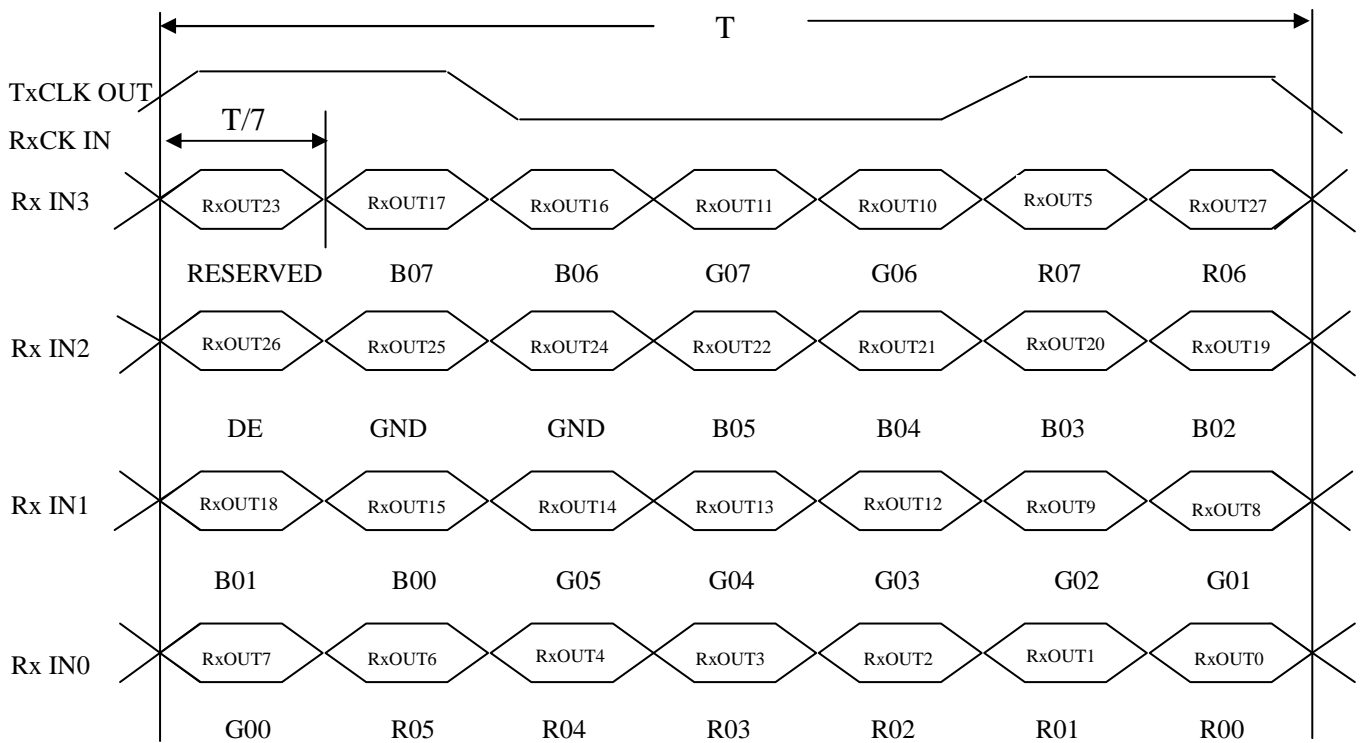 T
TxCLK OUT
T/7
RxCK IN
Rx IN3 RxOUT23 RxOUT17 RxOUT16 RxOUT11 RxOUT10 RxOUT5 RxOUT27
RESERVED B07 B06 G07 G06 R07 R06
Rx IN2 RxOUT26 RxOUT25 RxOUT24 RxOUT22 RxOUT21 RxOUT20 RxOUT19
DE GND GND B05 B04 B03 B02
Rx IN1 RxOUT18 RxOUT15 RxOUT14 RxOUT13 RxOUT12 RxOUT9 RxOUT8
B01 B00 G05 G04 G03 G02 G01
Rx IN0 RxOUT7 RxOUT6 RxOUT4 RxOUT3 RxOUT2 RxOUT1 RxOUT0
G00 R05 R04 R03 R02 R01 R00